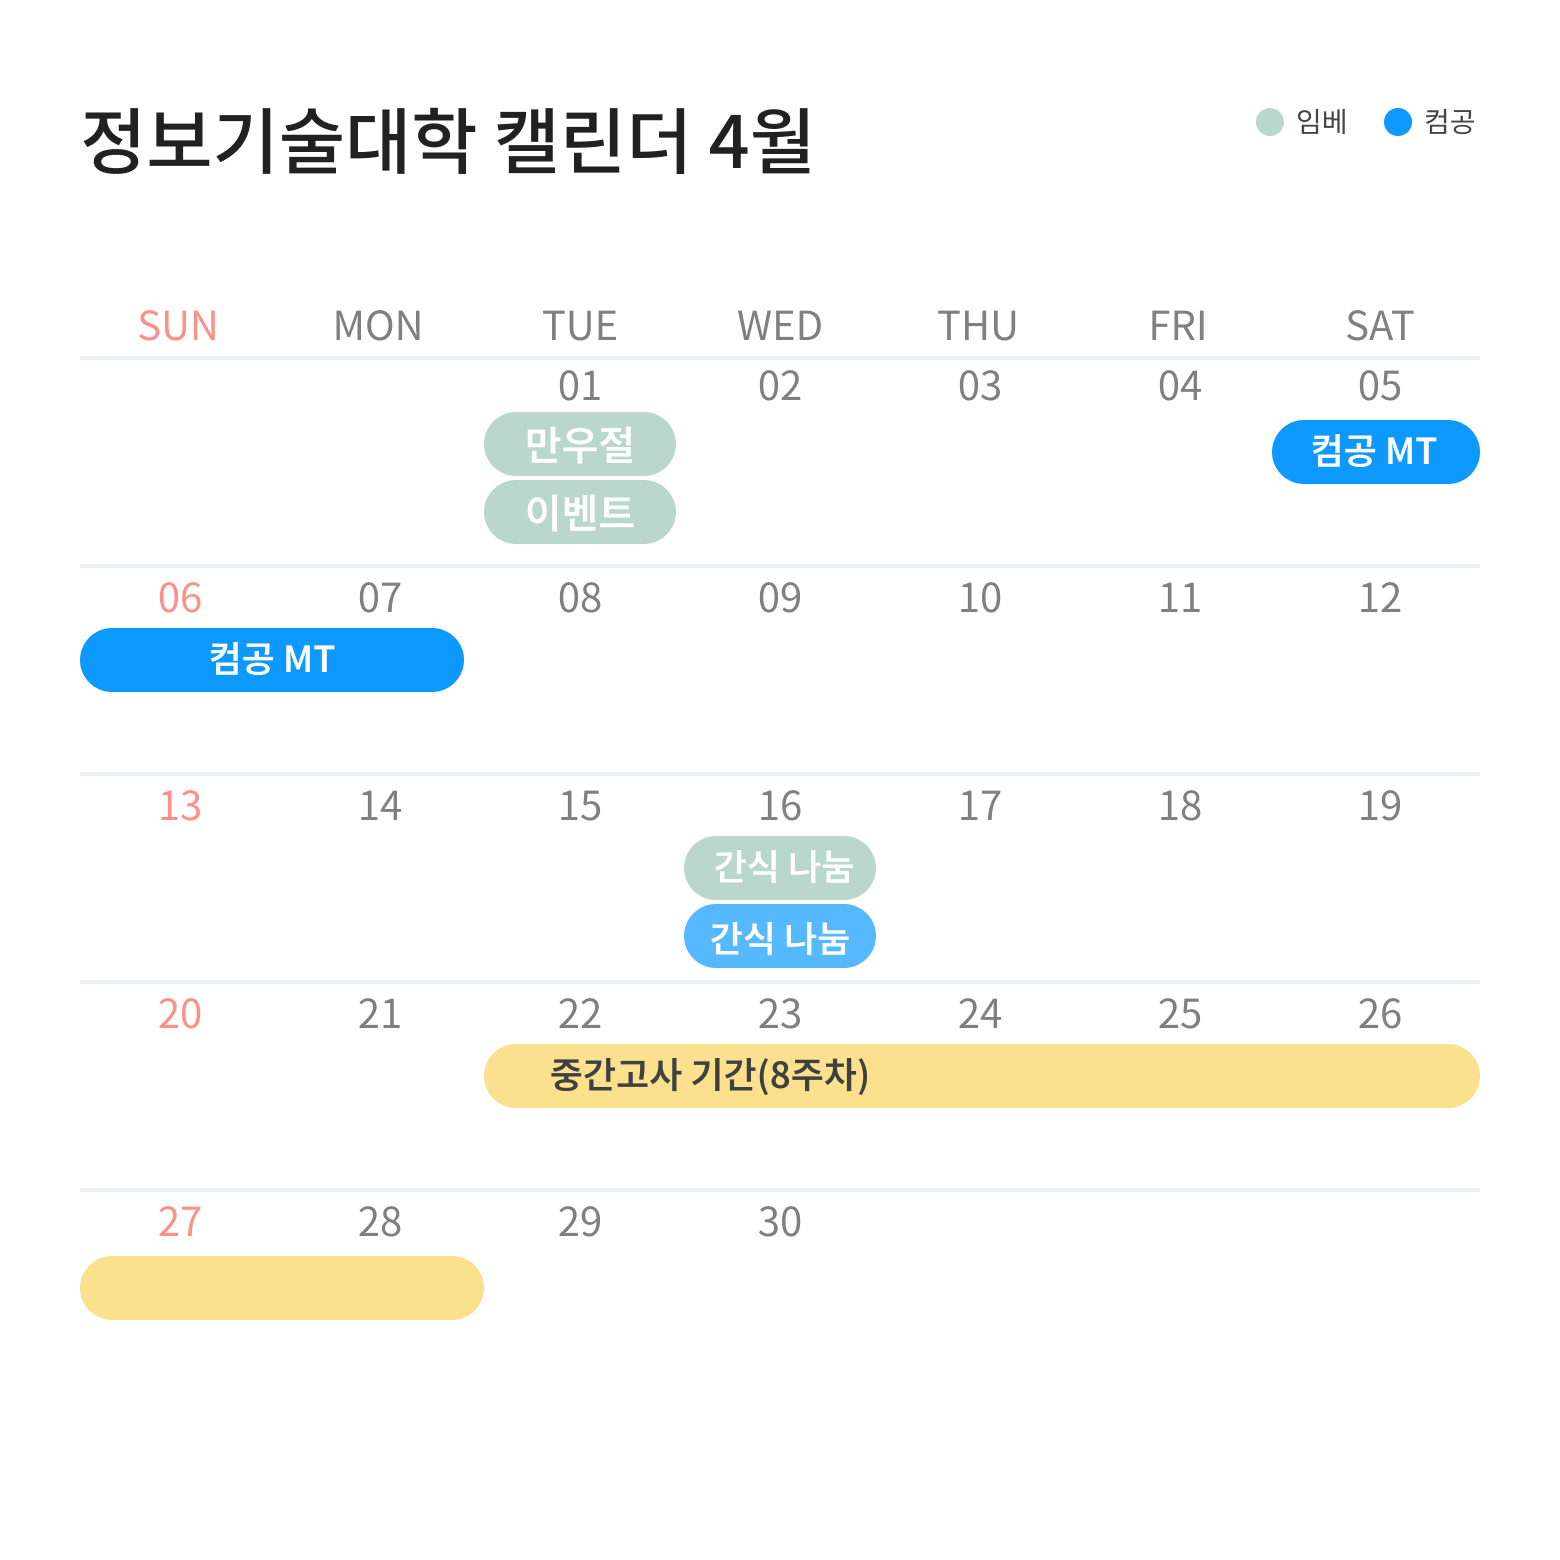 정보기술대학 캘린더 4월
임베 컴공
SUN MON TUE WED THU FRI SAT
01 02 03 04 05
만우절 컴공 MT
이벤트
06 07 08 09 10 11 12
컴공 MT
13 14 15 16 17 18 19
간식 나눔
간식 나눔
20 21 22 23 24 25 26
중간고사 기간(8주차)
27 28 29 30